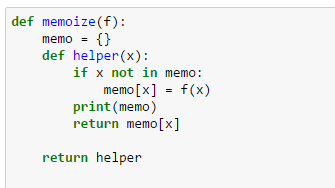 def memoize(f):
    memo = {}
    def helper(x):
        if x not in memo:
            memo[x] = f(x)
        print(memo)
        return memo[x]

    return helper